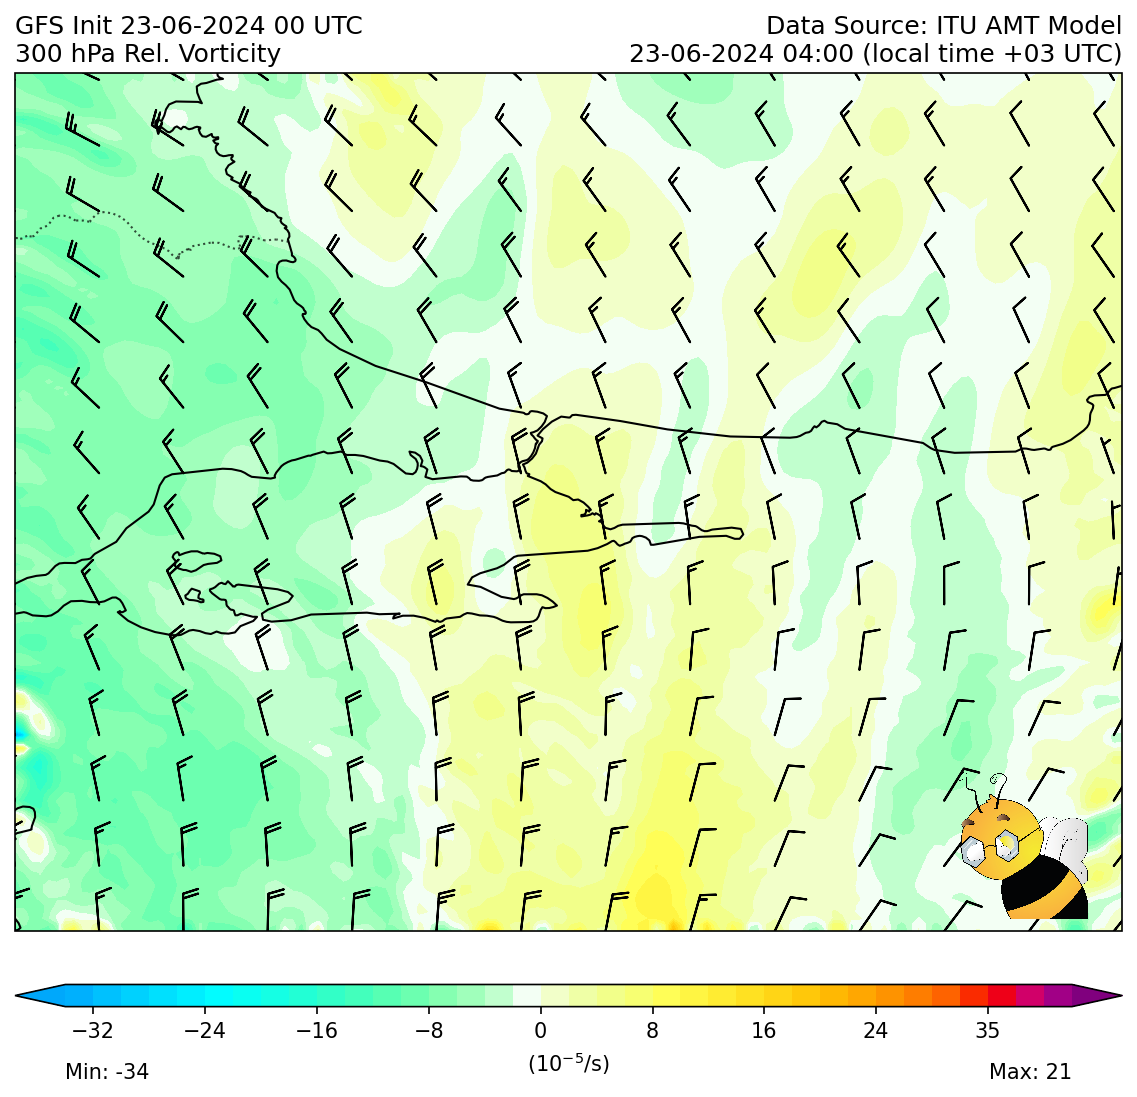 GFS Init 23-06-2024 00 UTC
Data Source: ITU AMT Model
300 hPa Rel. Vorticity
23-06-2024 04:00 (local time +03 UTC)
−32 −24 −16 −8 0 8 16 24 35
(10⁻⁵/s)
Min: -34
Max: 21